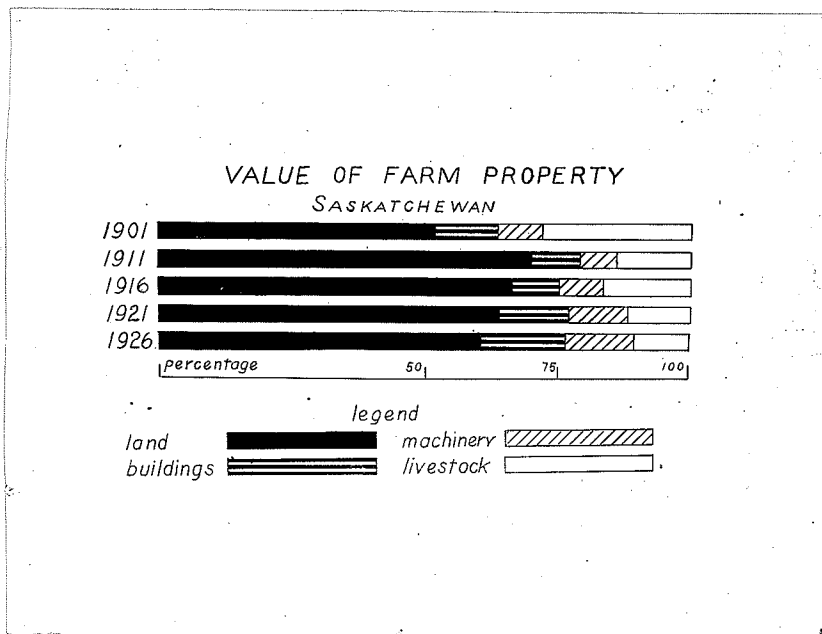 VALUE OF FARM PROPERTY
SASKATCHEWAN
1901
1911
1916
1921
1926
percentage 50 75 100
legend
land machinery
buildings livestock